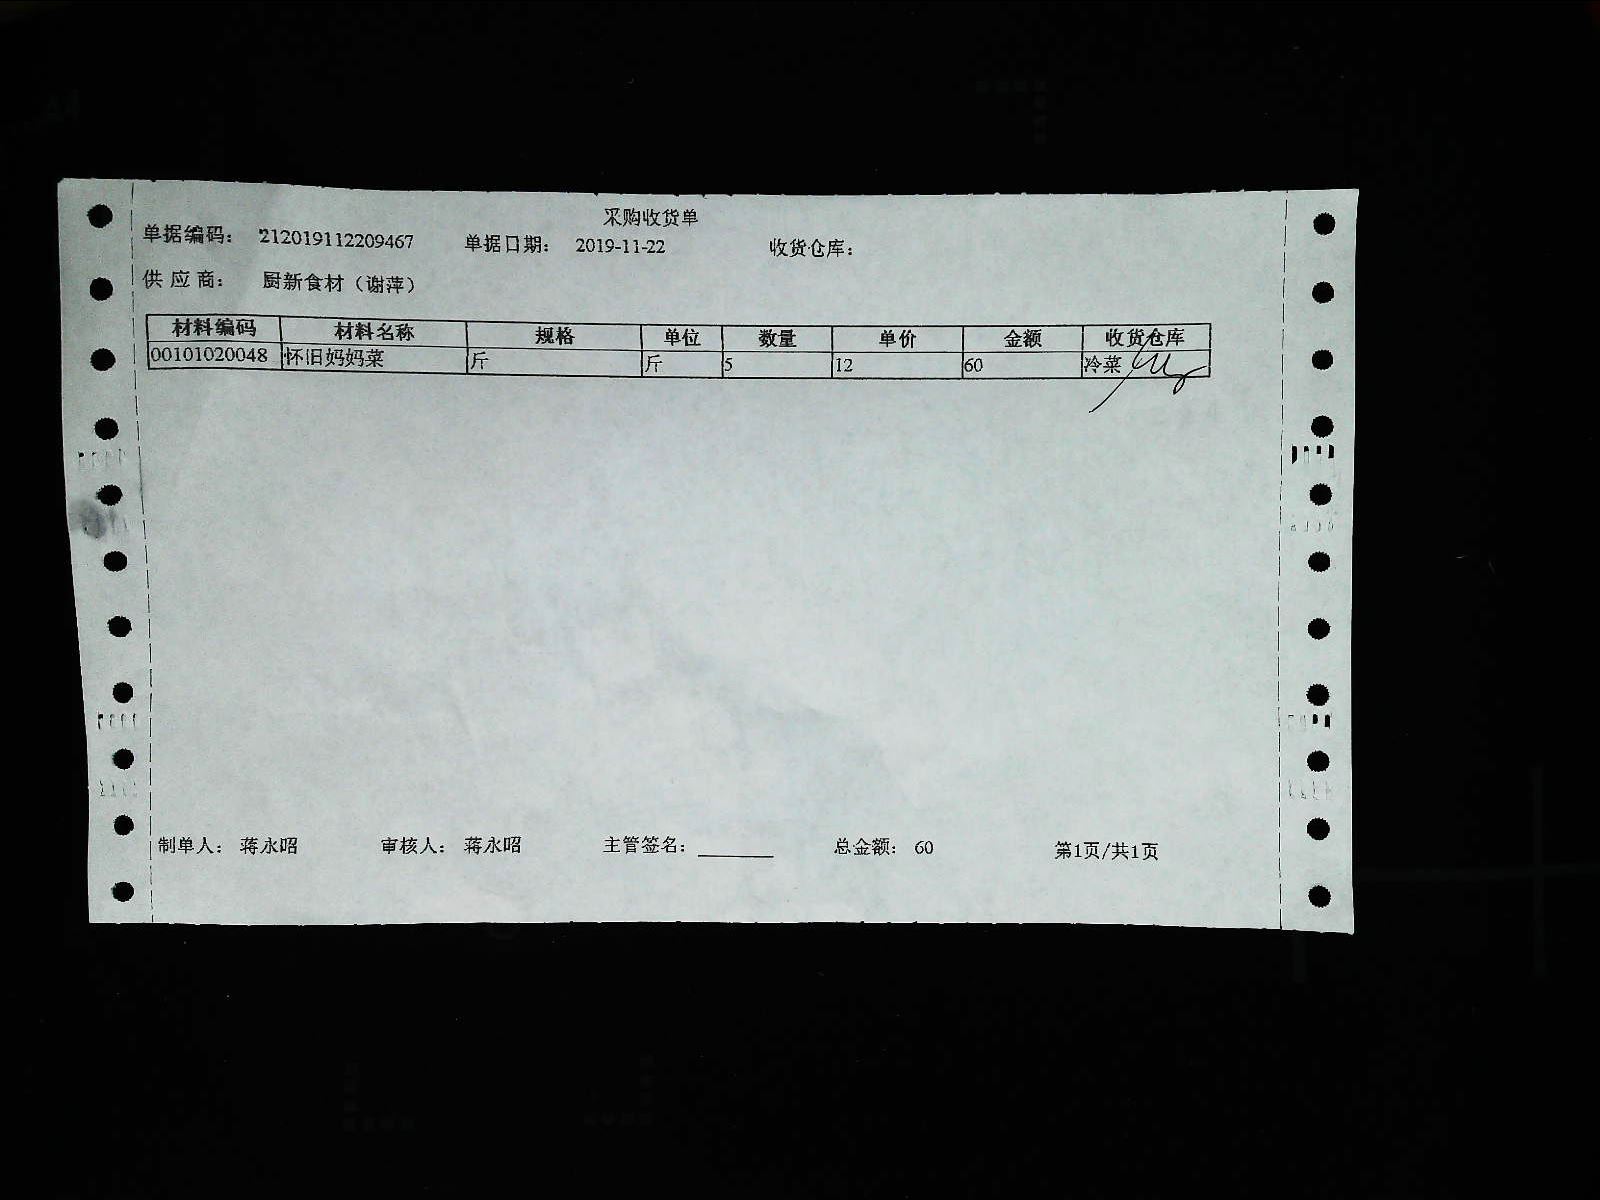 采购收货单
单据编码： 212019112209467 单据日期： 2019-11-22 收货仓库：
供 应 商： 厨新食材（谢萍）
材料编码 材料名称 规格 单位 数量 单价 金额 收货仓库
00101020048 怀旧妈妈菜 斤 斤 5 12 60 冷菜
制单人： 蒋永昭 审核人： 蒋永昭 主管签名： 总金额： 60 第1页/共1页